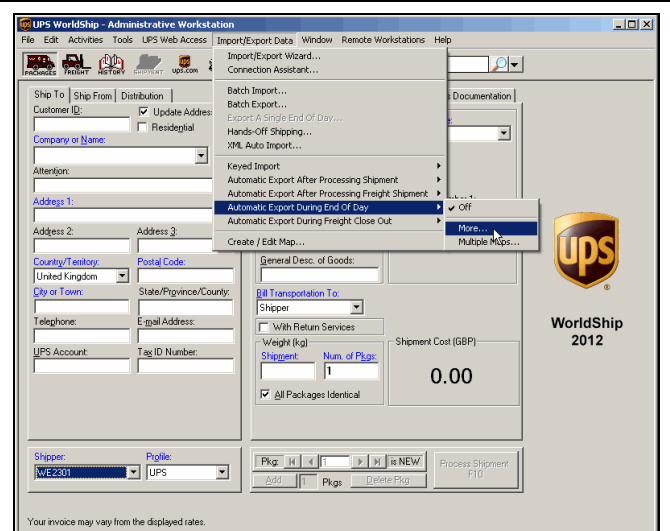 UPS WorldShip - Administrative Workstation
File Edit Activities Tools UPS Web Access Import/Export Data Window Remote Workstations Help
PACKAGES FREIGHT HISTORY SHIPMENT ups.com
Import/Export Wizard...
Connection Assistant...
Batch Import...
Batch Export...
Export A Single End Of Day...
Hands-Off Shipping...
XML Auto Import...
Keyed Import
Automatic Export After Processing Shipment
Automatic Export After Processing Freight Shipment
Automatic Export During End Of Day
Automatic Export During Freight Close Out
Create / Edit Map...
Off
More...
Multiple Maps...
Ship To Ship From Distribution
Documentation
Customer ID:
Update Address
Residential
Company or Name:
Attention:
Address 1:
Address 2: Address 3:
Country/Territory: Postal Code:
United Kingdom
City or Town: State/Province/County:
Telephone: E-mail Address:
UPS Account: Tax ID Number:
General Desc. of Goods:
Bill Transportation To:
Shipper
With Return Services
Weight (kg)
Shipment: Num. of Pkgs:
1
All Packages Identical
Shipment Cost (GBP)
0.00
ups
WorldShip
2012
Shipper: Profile:
WE2301 UPS
Pkg: 1 is NEW
Add 1 Pkgs Delete Pkg
Process Shipment
F10
Your invoice may vary from the displayed rates.